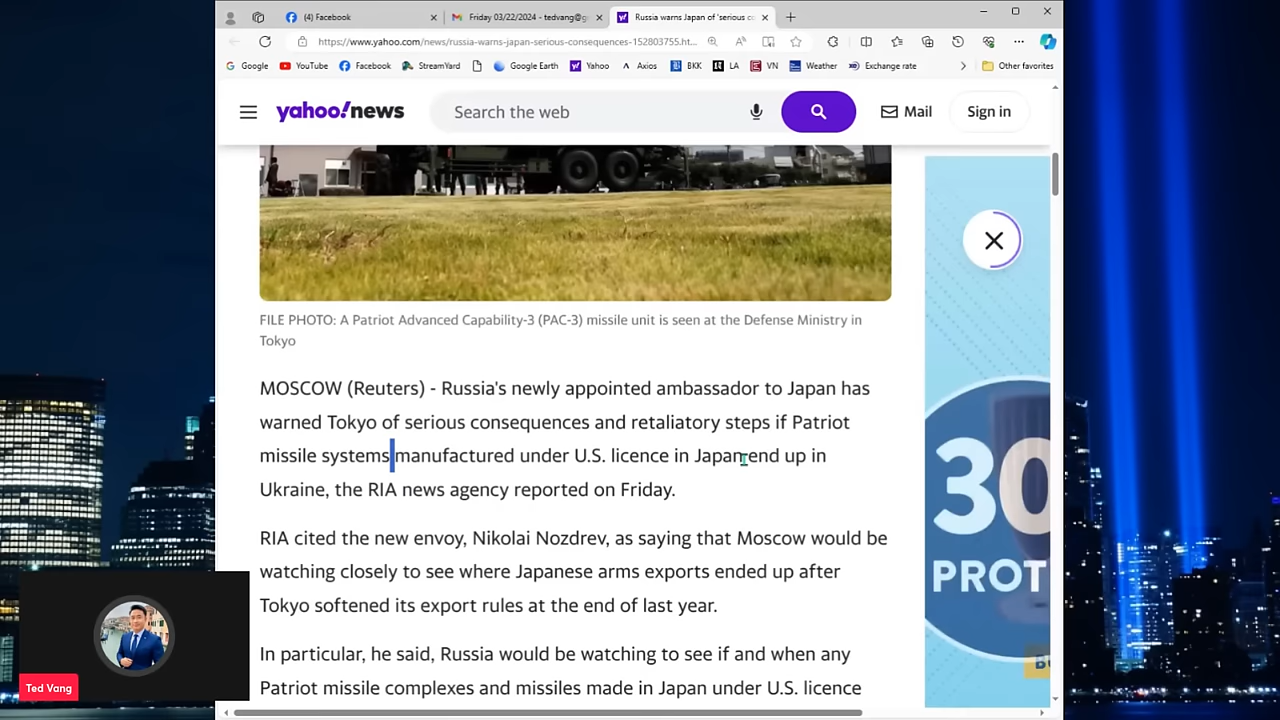 (4) Facebook
Friday 03/22/2024 - tedvang@g
Russia warns Japan of 'serious c
https://www.yahoo.com/news/russia-warns-japan-serious-consequences-152803755.ht...
Google
YouTube
Facebook
StreamYard
Google Earth
Yahoo
Axios
BKK
LA
VN
Weather
Exchange rate
Other favorites
yahoo!news
Search the web
Mail
Sign in
FILE PHOTO: A Patriot Advanced Capability-3 (PAC-3) missile unit is seen at the Defense Ministry in
Tokyo
MOSCOW (Reuters) - Russia's newly appointed ambassador to Japan has
warned Tokyo of serious consequences and retaliatory steps if Patriot
missile systems manufactured under U.S. licence in Japan end up in
Ukraine, the RIA news agency reported on Friday.
RIA cited the new envoy, Nikolai Nozdrev, as saying that Moscow would be
watching closely to see where Japanese arms exports ended up after
Tokyo softened its export rules at the end of last year.
In particular, he said, Russia would be watching to see if and when any
Patriot missile complexes and missiles made in Japan under U.S. licence
30
PROT
Ted Vang